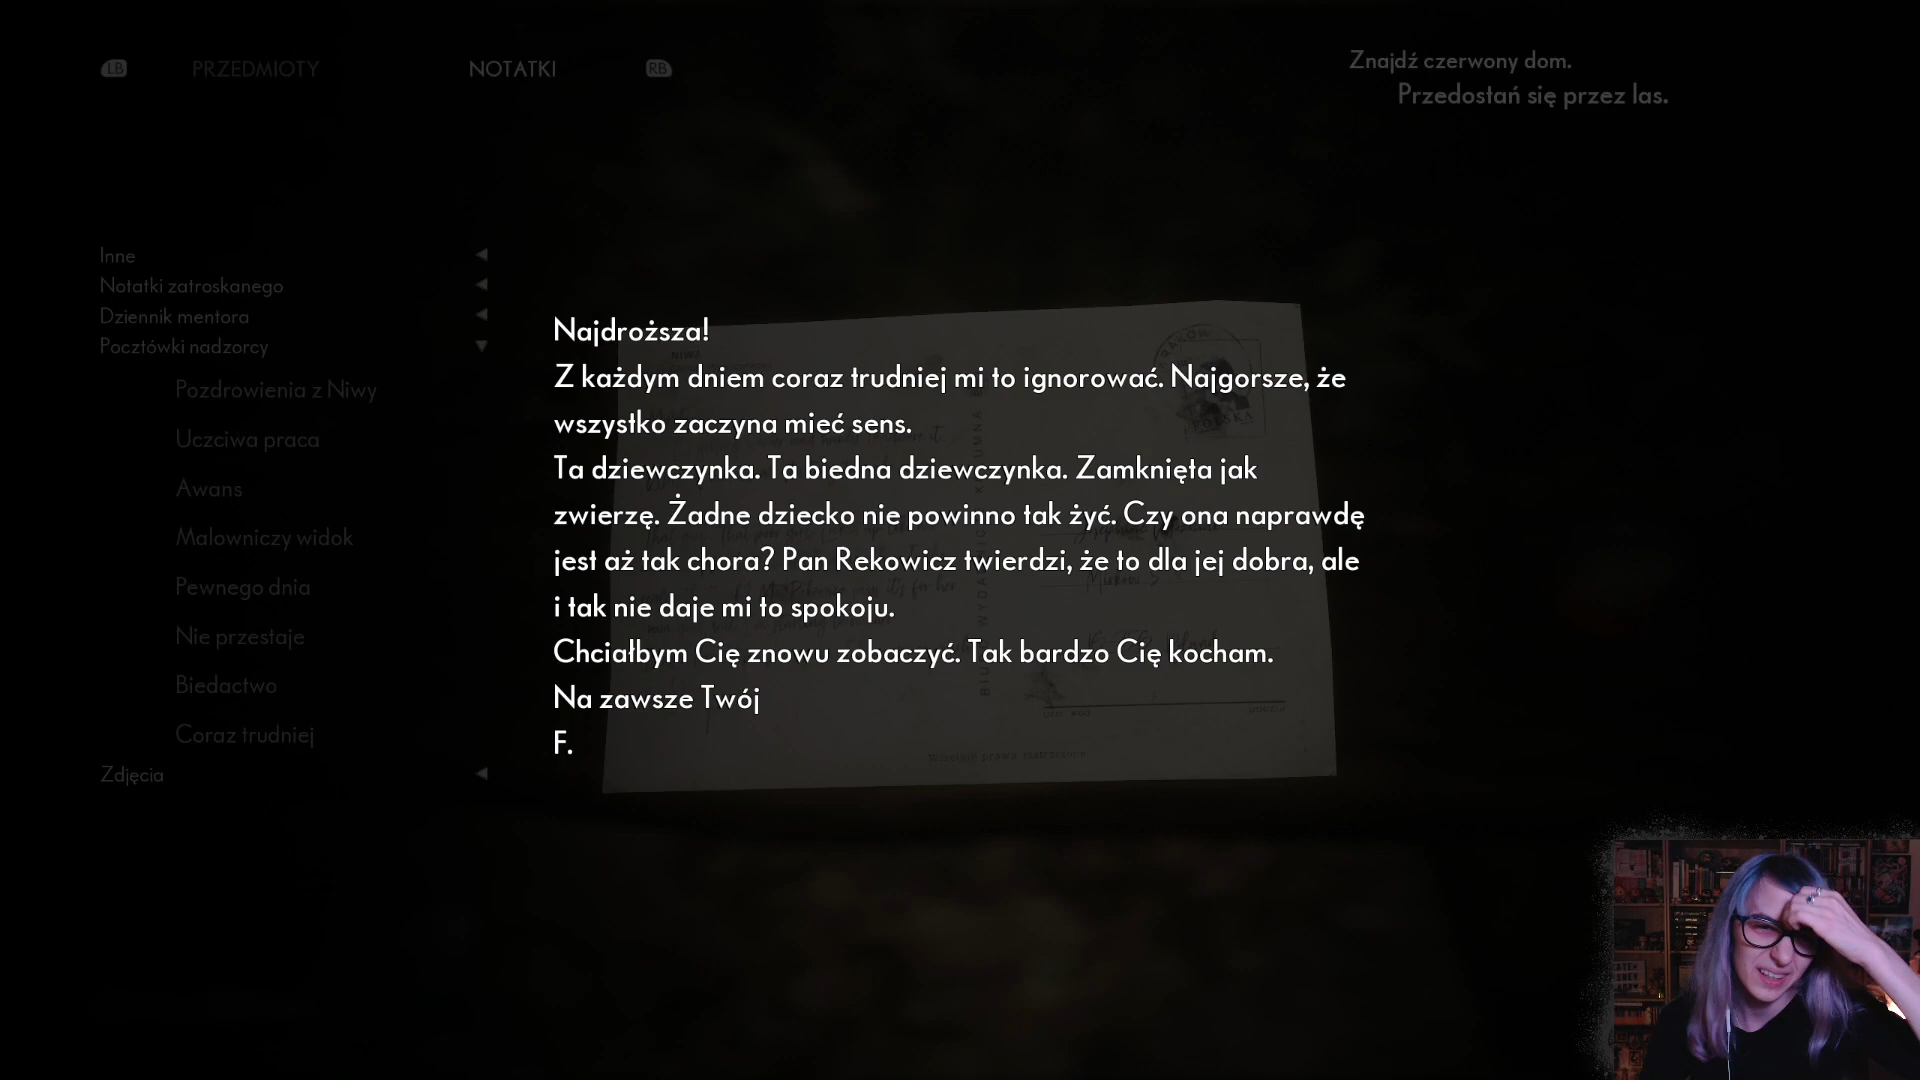 LB
PRZEDMIOTY
NOTATKI
RB
Znajdź czerwony dom.
Przedostań się przez las.
Inne
Notatki zatroskanego
Dziennik mentora
Pocztówki nadzorcy
Pozdrowienia z Niwy
Uczciwa praca
Awans
Malowniczy widok
Pewnego dnia
Nie przestaje
Biedactwo
Coraz trudniej
Zdjęcia
Najdroższa!
Z każdym dniem coraz trudniej mi to ignorować. Najgorsze, że
wszystko zaczyna mieć sens.
Ta dziewczynka. Ta biedna dziewczynka. Zamknięta jak
zwierzę. Żadne dziecko nie powinno tak żyć. Czy ona naprawdę
jest aż tak chora? Pan Rekowicz twierdzi, że to dla jej dobra, ale
i tak nie daje mi to spokoju.
Chciałbym Cię znowu zobaczyć. Tak bardzo Cię kocham.
Na zawsze Twój
F.
NIWA
POLSKA